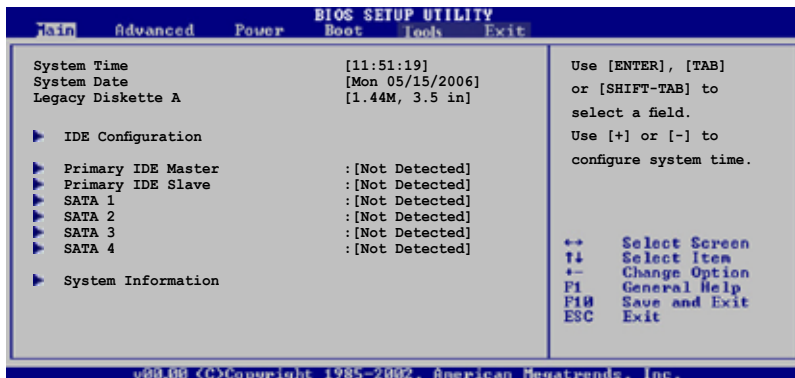 BIOS SETUP UTILITY
Main Advanced Power Boot Tools Exit
System Time [11:51:19]
System Date [Mon 05/15/2006]
Legacy Diskette A [1.44M, 3.5 in]
IDE Configuration
Primary IDE Master :[Not Detected]
Primary IDE Slave :[Not Detected]
SATA 1 :[Not Detected]
SATA 2 :[Not Detected]
SATA 3 :[Not Detected]
SATA 4 :[Not Detected]
System Information
Use [ENTER], [TAB]
or [SHIFT-TAB] to
select a field.
Use [+] or [-] to
configure system time.
↔ Select Screen
↑↓ Select Item
+- Change Option
F1 General Help
F10 Save and Exit
ESC Exit
v00.00 (C)Copyright 1985-2002, American Megatrends, Inc.